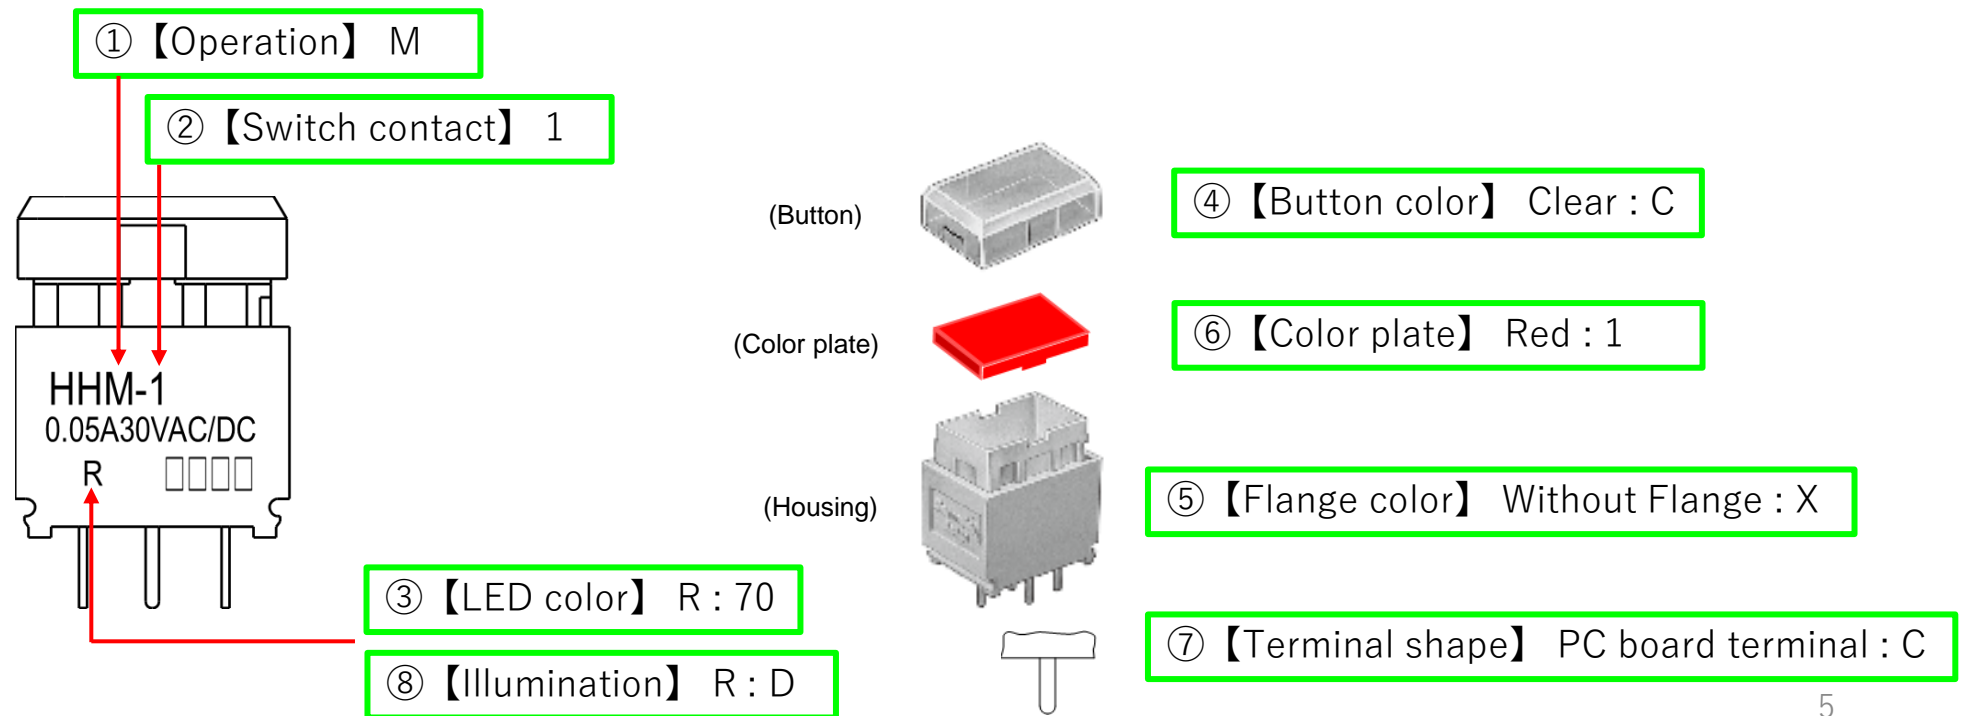 ①【Operation】 M
②【Switch contact】 1
HHM-1
0.05A30VAC/DC
R □□□□
③【LED color】 R : 70
⑧【Illumination】 R : D
(Button)
④【Button color】 Clear : C
(Color plate)
⑥【Color plate】 Red : 1
(Housing)
⑤【Flange color】 Without Flange : X
⑦【Terminal shape】 PC board terminal : C
5